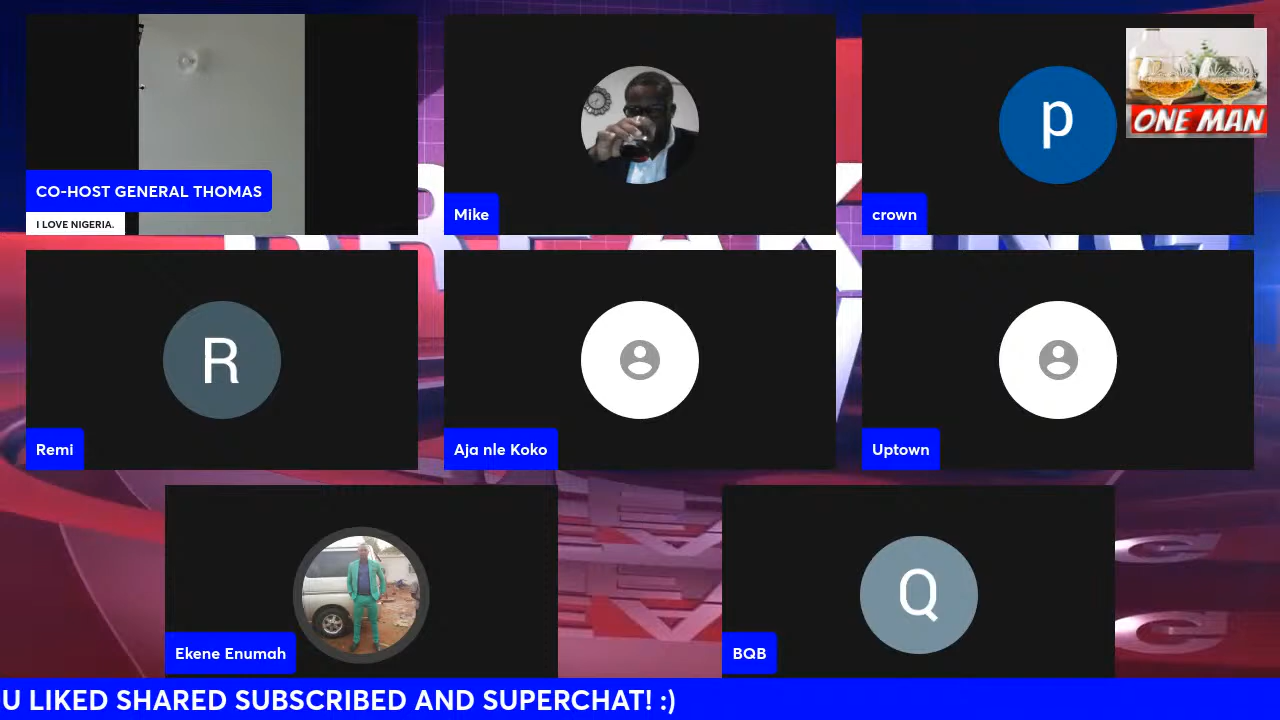 CO-HOST GENERAL THOMAS
I LOVE NIGERIA.
Mike
p
crown
ONE MAN
BREAKING
R
Remi
Aja nle Koko
Uptown
Ekene Enumah
Q
BQB
U LIKED SHARED SUBSCRIBED AND SUPERCHAT! :)